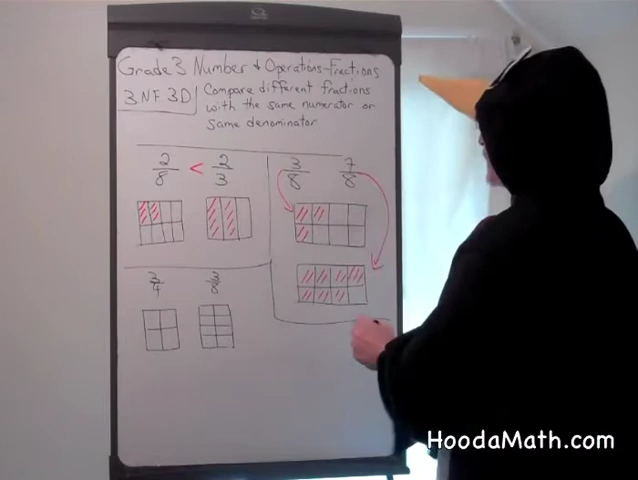 Grade 3 Number & Operations-Fractions
3.NF.3D Compare different fractions
with the same numerator or
same denominator
2/8 < 2/3
3/8 7/8
3/4 3/8
HoodaMath.com